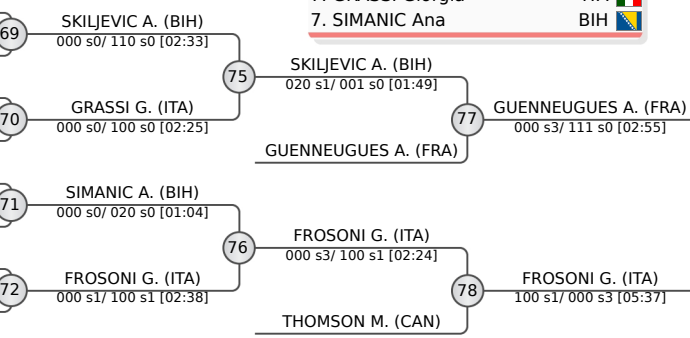 7. SIMANIC Ana BIH
69 SKILJEVIC A. (BIH)
000 s0/ 110 s0 [02:33]
75 SKILJEVIC A. (BIH)
020 s1/ 001 s0 [01:49]
70 GRASSI G. (ITA)
000 s0/ 100 s0 [02:25]
77 GUENNEUGUES A. (FRA)
000 s3/ 111 s0 [02:55]
GUENNEUGUES A. (FRA)
71 SIMANIC A. (BIH)
000 s0/ 020 s0 [01:04]
76 FROSONI G. (ITA)
000 s3/ 100 s1 [02:24]
72 FROSONI G. (ITA)
000 s1/ 100 s1 [02:38]
78 FROSONI G. (ITA)
100 s1/ 000 s3 [05:37]
THOMSON M. (CAN)